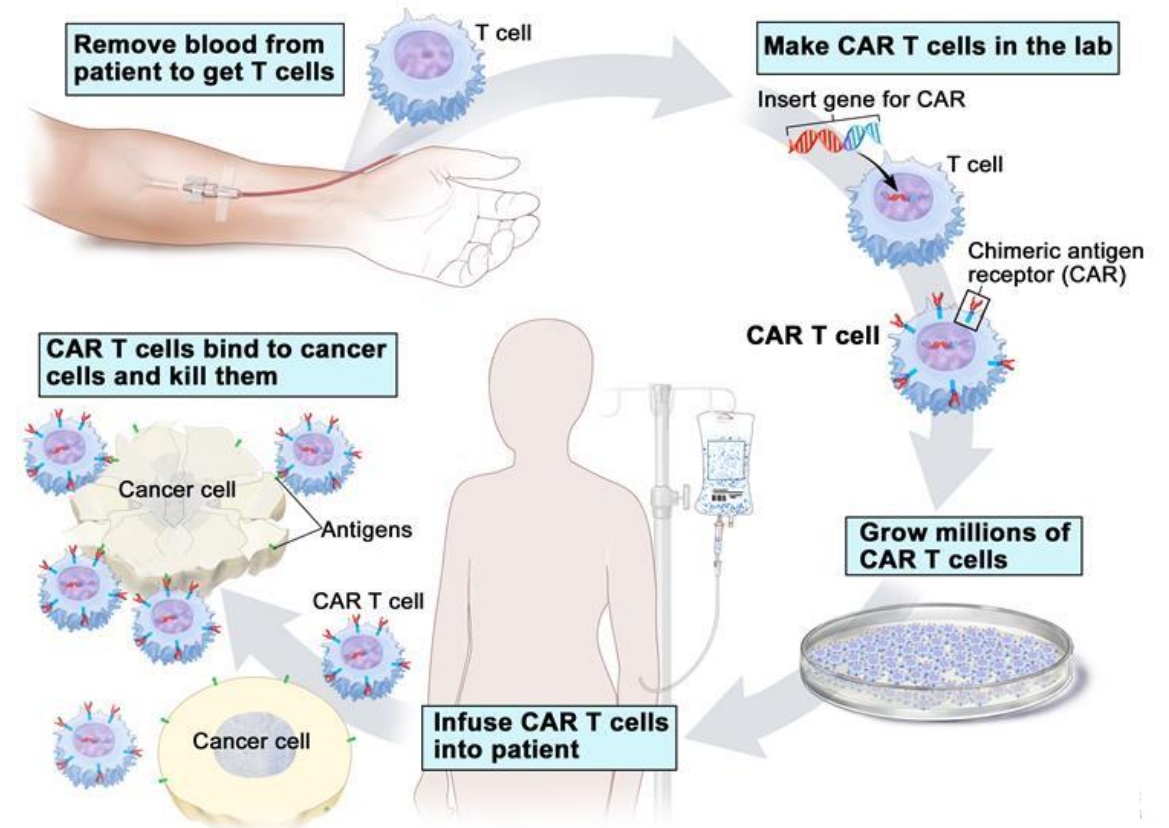 Remove blood from
patient to get T cells
T cell
Make CAR T cells in the lab
Insert gene for CAR
T cell
Chimeric antigen
receptor (CAR)
CAR T cell
Grow millions of
CAR T cells
Infuse CAR T cells
into patient
CAR T cells bind to cancer
cells and kill them
Cancer cell
Antigens
CAR T cell
Cancer cell